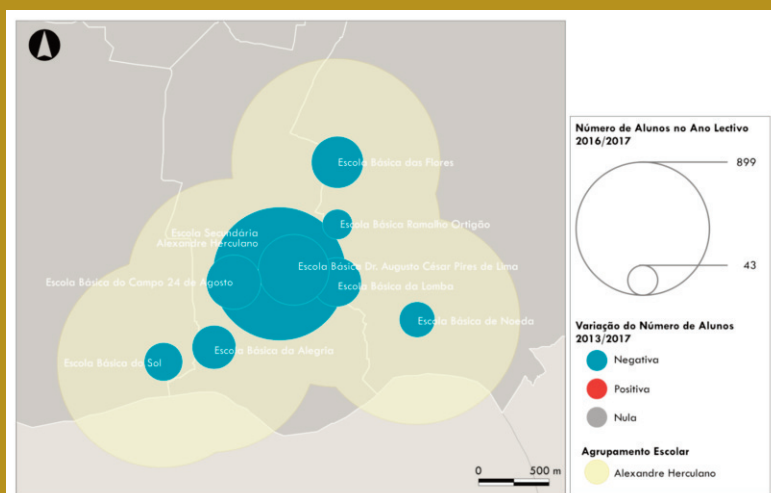 Escola Básica das Flores
Escola Básica Ramalho Ortigão
Escola Secundária
Alexandre Herculano
Escola Básica Dr. Augusto César Pires de Lima
Escola Básica do Campo 24 de Agosto
Escola Básica da Lomba
Escola Básica de Noeda
Escola Básica da Alegria
Escola Básica do Sol
0 500 m
Número de Alunos no Ano Lectivo
2016/2017
899
43
Variação do Número de Alunos
2013/2017
Negativa
Positiva
Nula
Agrupamento Escolar
Alexandre Herculano